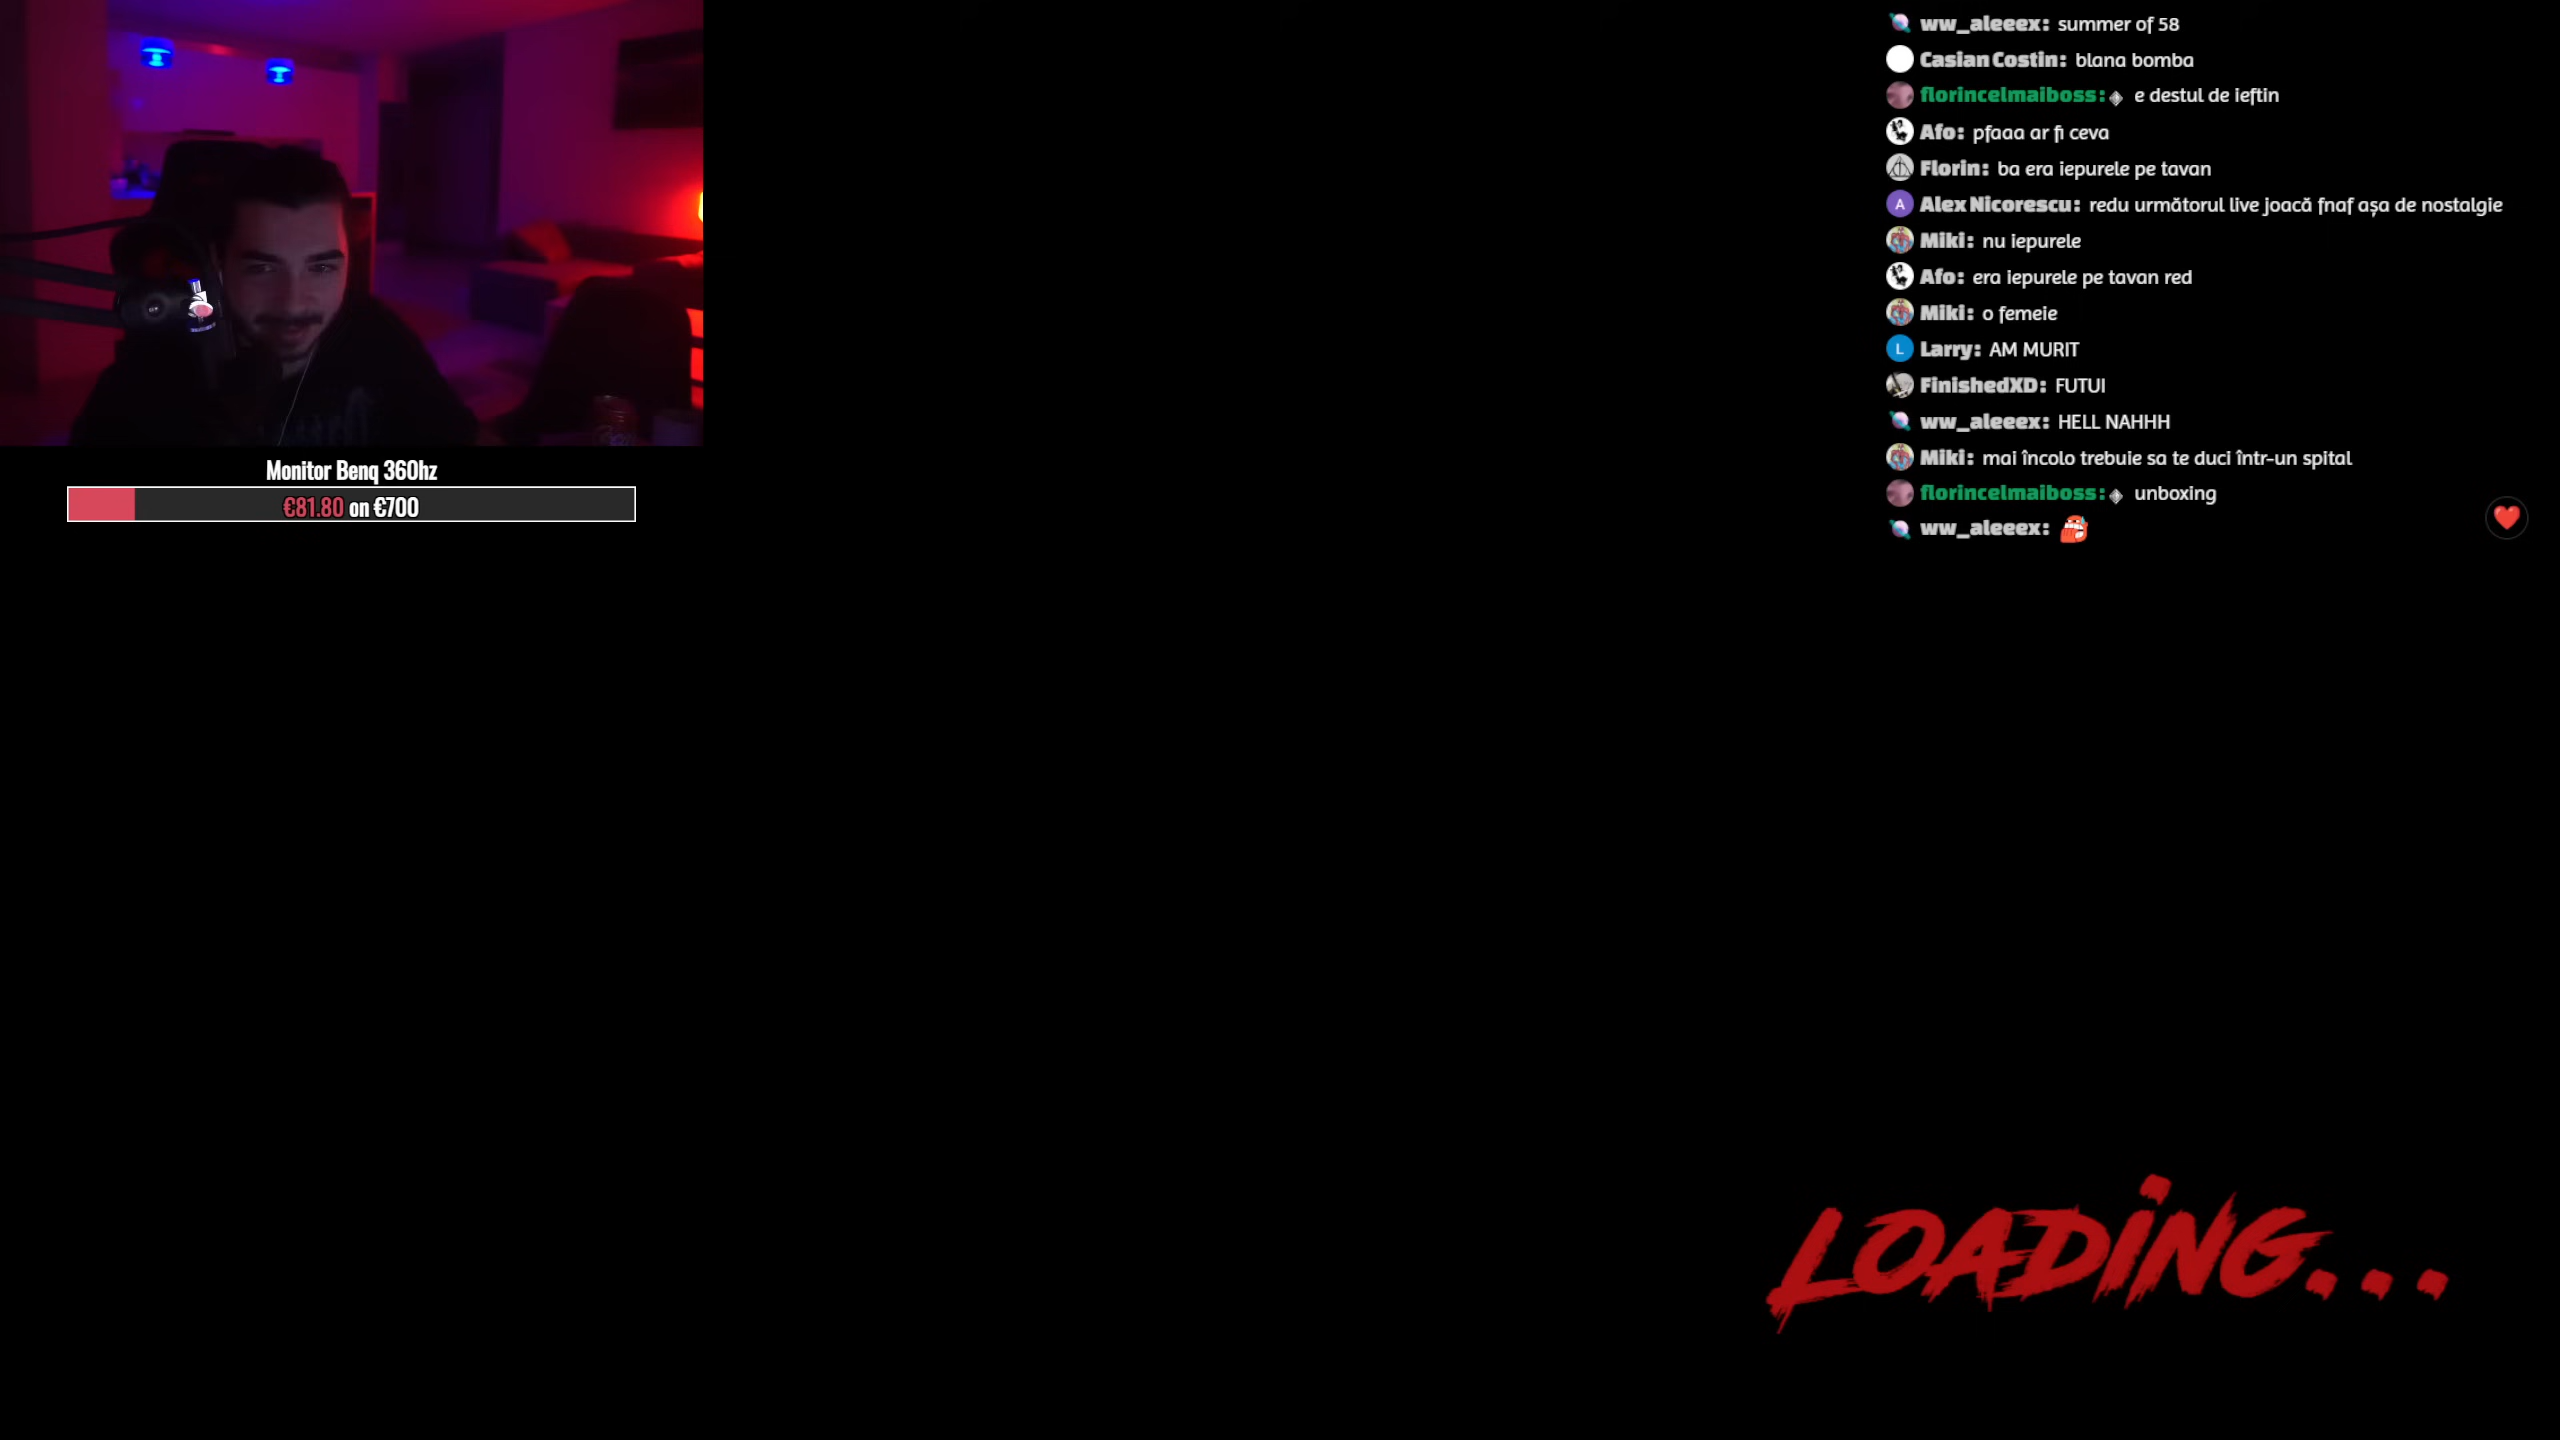 Monitor Benq 360hz
€81.80 on €700
ww_aleeex: summer of 58
Casian Costin: blana bomba
florincelmaiboss: e destul de ieftin
Afo: pfaaa ar fi ceva
Florin: ba era iepurele pe tavan
A Alex Nicorescu: redu următorul live joacă fnaf așa de nostalgie
Miki: nu iepurele
Afo: era iepurele pe tavan red
Miki: o femeie
L Larry: AM MURIT
FinishedXD: FUTUI
ww_aleeex: HELL NAHHH
Miki: mai încolo trebuie sa te duci într-un spital
florincelmaiboss: unboxing
ww_aleeex:
LOADING...